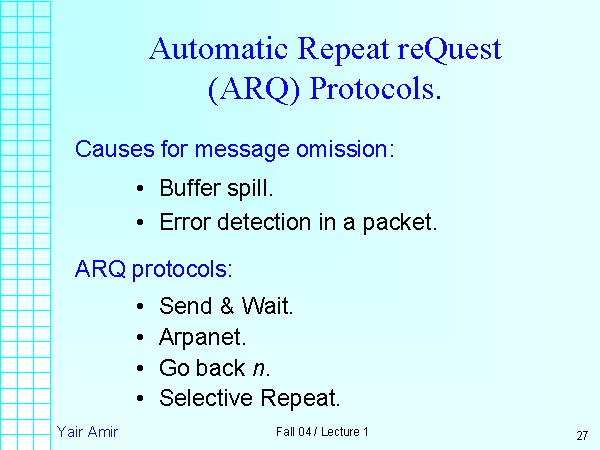 Automatic Repeat reQuest
(ARQ) Protocols.
Causes for message omission:
• Buffer spill.
• Error detection in a packet.
ARQ protocols:
• Send & Wait.
• Arpanet.
• Go back n.
• Selective Repeat.
Yair Amir
Fall 04 / Lecture 1
27